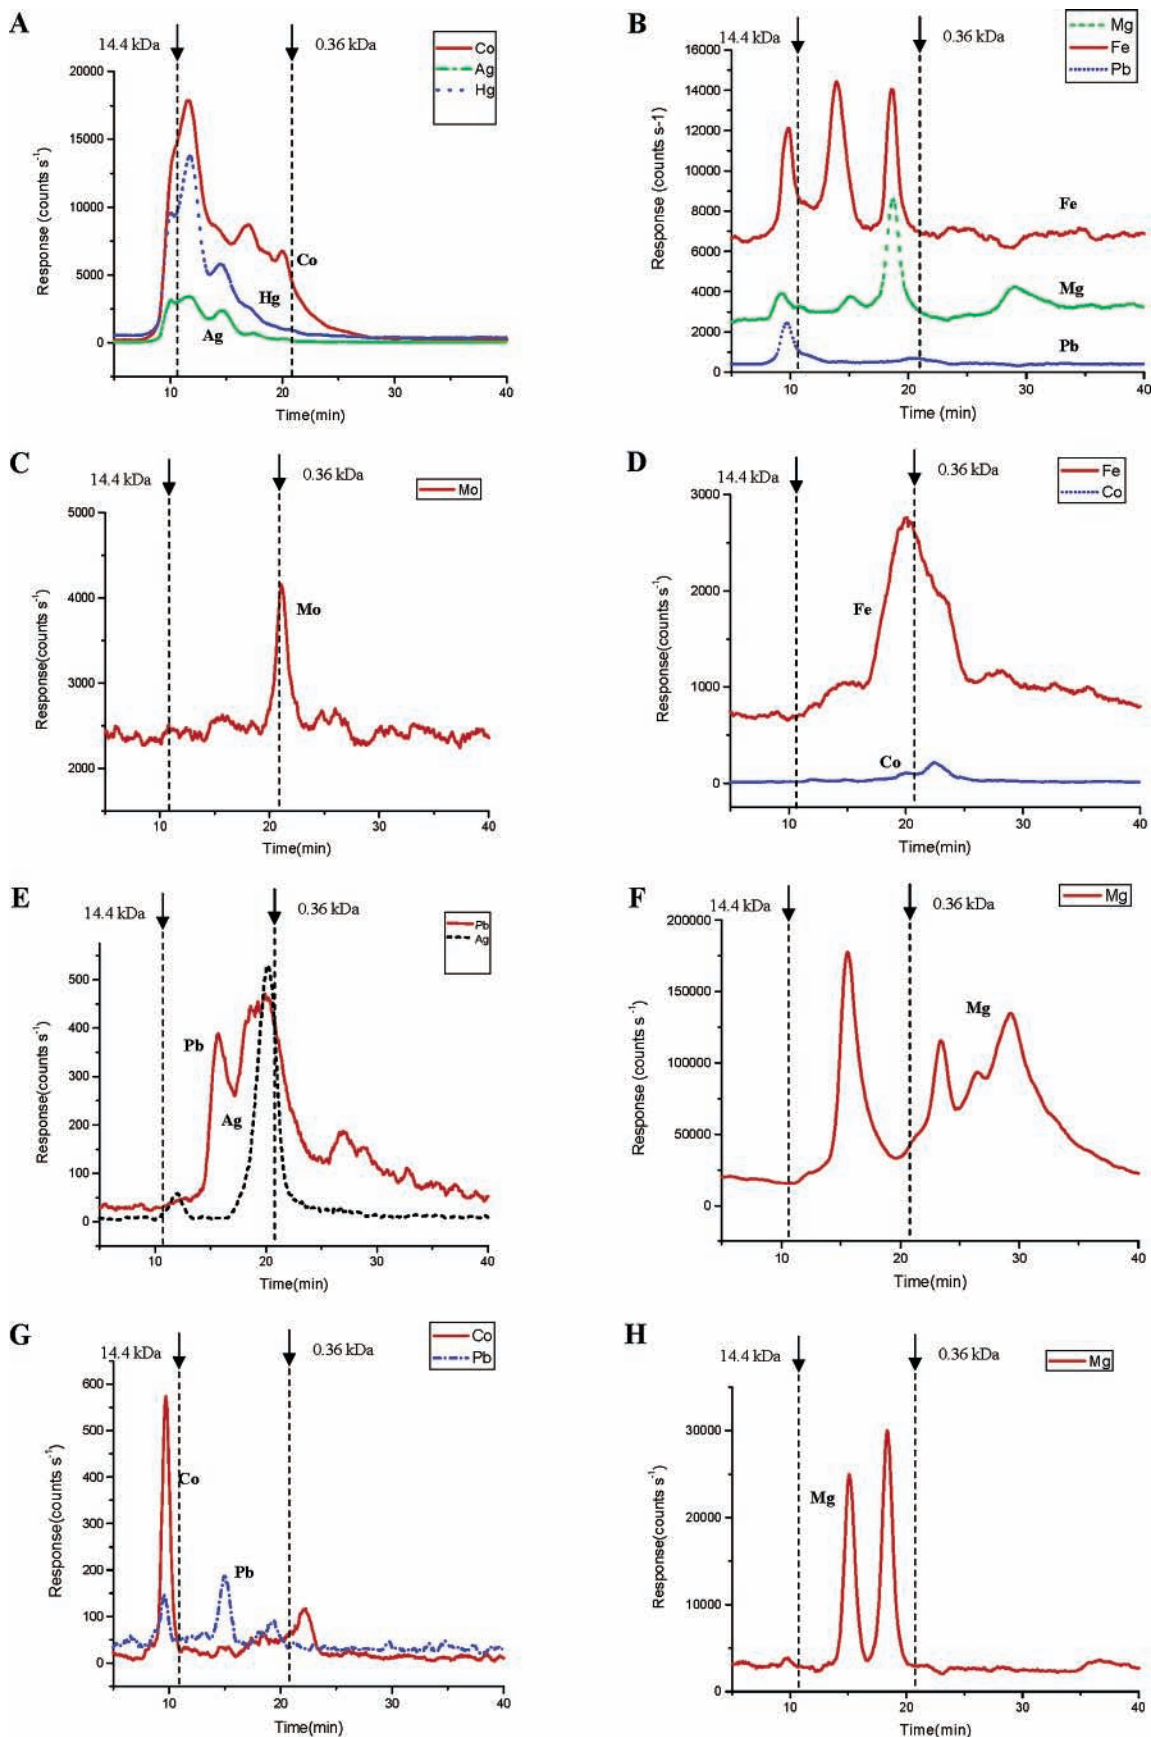 A
14.4 kDa
0.36 kDa
Co
Ag
Hg
20000
15000
10000
5000
0
Response (counts s⁻¹)
Co
Hg
Ag
10 20 30 40
Time(min)
B
14.4 kDa
0.36 kDa
Mg
Fe
Pb
16000
14000
12000
10000
8000
6000
4000
2000
0
Response (counts s-1)
Fe
Mg
Pb
10 20 30 40
Time (min)
C
14.4 kDa
0.36 kDa
Mo
5000
4000
3000
2000
Response(counts s⁻¹)
Mo
10 20 30 40
Time(min)
D
14.4 kDa
0.36 kDa
Fe
Co
3000
2000
1000
0
Response(counts s⁻¹)
Fe
Co
10 20 30 40
Time(min)
E
14.4 kDa
0.36 kDa
Pb
Ag
500
400
300
200
100
0
Response(counts s⁻¹)
Pb
Ag
10 20 30 40
Time(min)
F
14.4 kDa
0.36 kDa
Mg
200000
150000
100000
50000
0
Response (counts s⁻¹)
Mg
10 20 30 40
Time(min)
G
14.4 kDa
0.36 kDa
Co
Pb
600
500
400
300
200
100
0
Response(counts s⁻¹)
Co
Pb
10 20 30 40
Time(min)
H
14.4 kDa
0.36 kDa
Mg
30000
20000
10000
0
Response(counts s⁻¹)
Mg
10 20 30 40
Time(min)